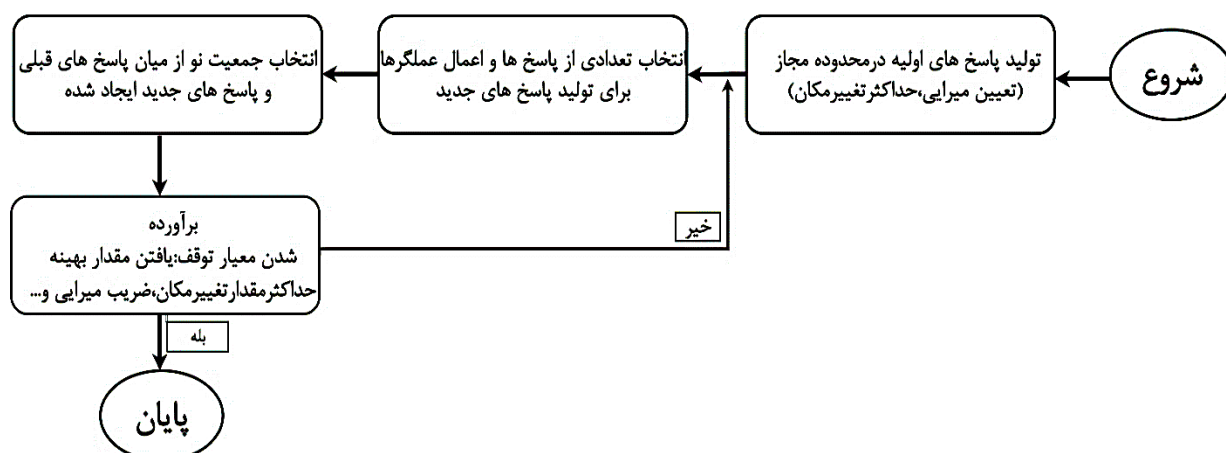 شروع
تولید پاسخ های اولیه درمحدوده مجاز
(تعیین میرایی،حداکثرتغییرمکان)
انتخاب تعدادی از پاسخ ها و اعمال عملگرها
برای تولید پاسخ های جدید
انتخاب جمعیت نو از میان پاسخ های قبلی
و پاسخ های جدید ایجاد شده
برآورده
شدن معیار توقف:یافتن مقدار بهینه
حداکثرمقدارتغییرمکان،ضریب میرایی و...
خیر
بله
پایان